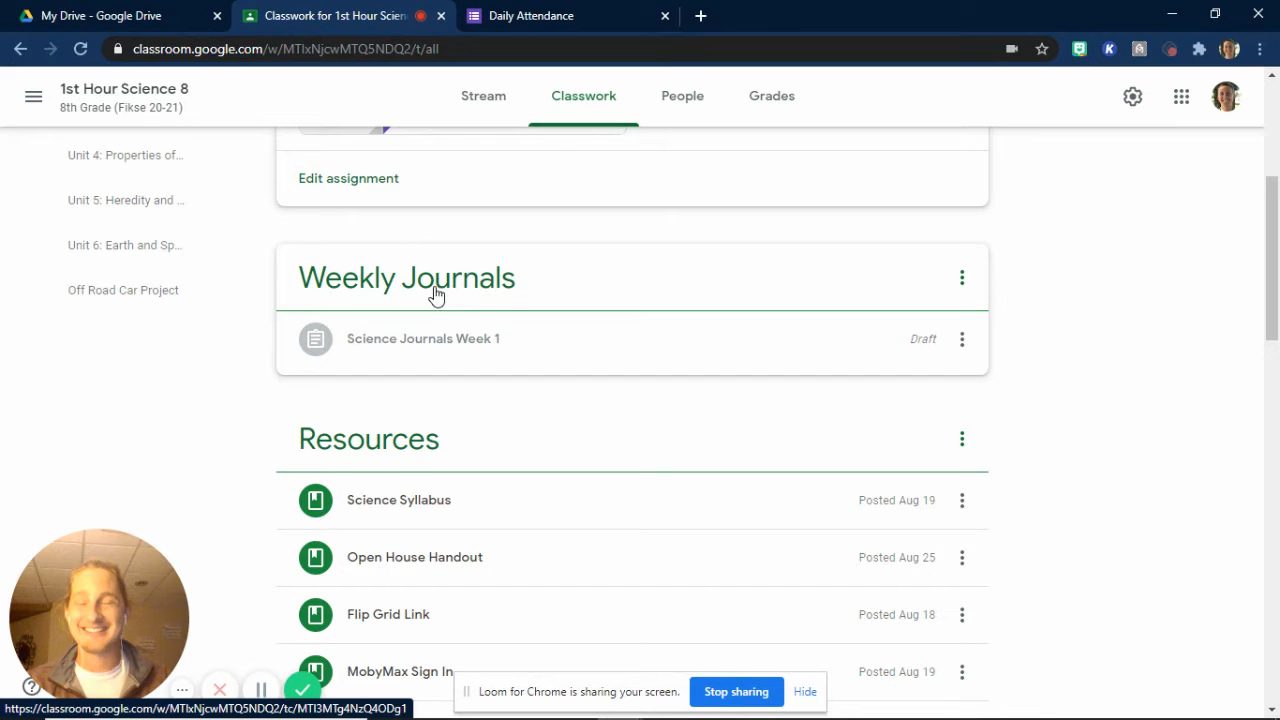 My Drive - Google Drive
Classwork for 1st Hour Scien
Daily Attendance
classroom.google.com/w/MTIxNjcwMTQ5NDQ2/t/all
1st Hour Science 8
8th Grade (Fikse 20-21)
Stream
Classwork
People
Grades
Unit 4: Properties of...
Unit 5: Heredity and ...
Unit 6: Earth and Sp...
Off Road Car Project
Edit assignment
Weekly Journals
Science Journals Week 1
Draft
Resources
Science Syllabus
Posted Aug 19
Open House Handout
Posted Aug 25
Flip Grid Link
Posted Aug 18
MobyMax Sign In
Posted Aug 19
Loom for Chrome is sharing your screen.
Stop sharing
Hide
https://classroom.google.com/w/MTIxNjcwMTQ5NDQ2/tc/MTI3MTg4NzQ4ODg1